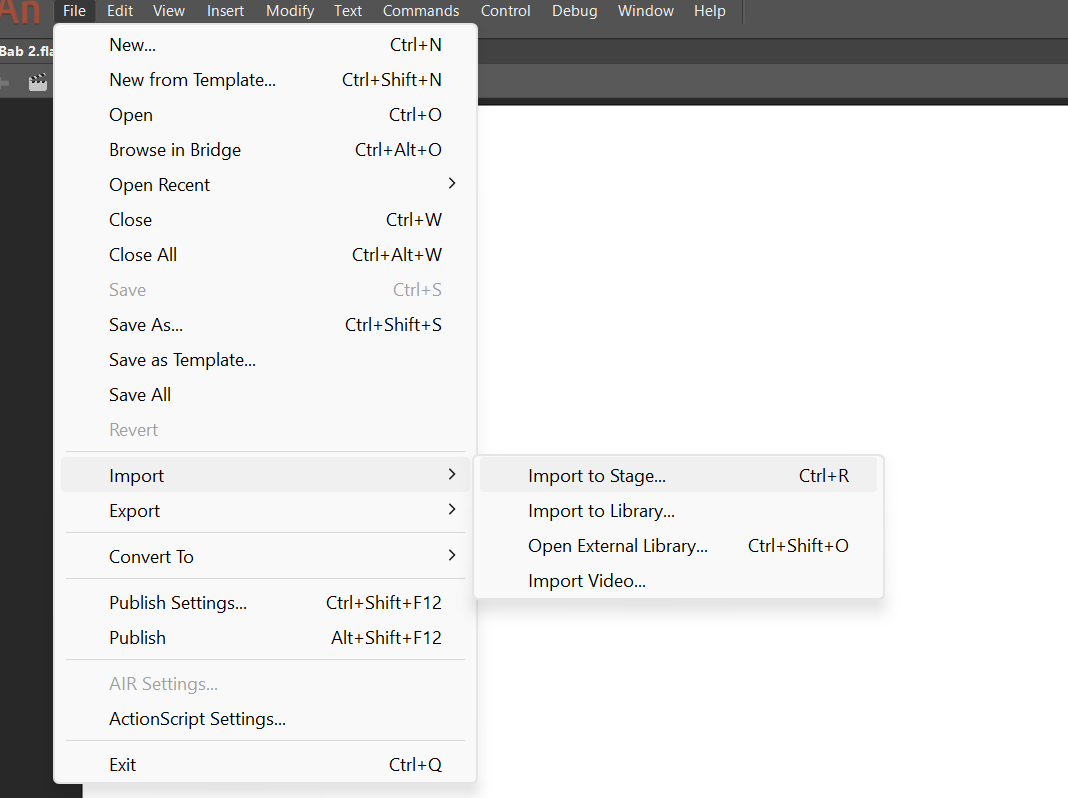 An File Edit View Insert Modify Text Commands Control Debug Window Help
Bab 2.fla
New... Ctrl+N
New from Template... Ctrl+Shift+N
Open Ctrl+O
Browse in Bridge Ctrl+Alt+O
Open Recent
Close Ctrl+W
Close All Ctrl+Alt+W
Save Ctrl+S
Save As... Ctrl+Shift+S
Save as Template...
Save All
Revert
Import
Export
Convert To
Publish Settings... Ctrl+Shift+F12
Publish Alt+Shift+F12
AIR Settings...
ActionScript Settings...
Exit Ctrl+Q
Import to Stage... Ctrl+R
Import to Library...
Open External Library... Ctrl+Shift+O
Import Video...